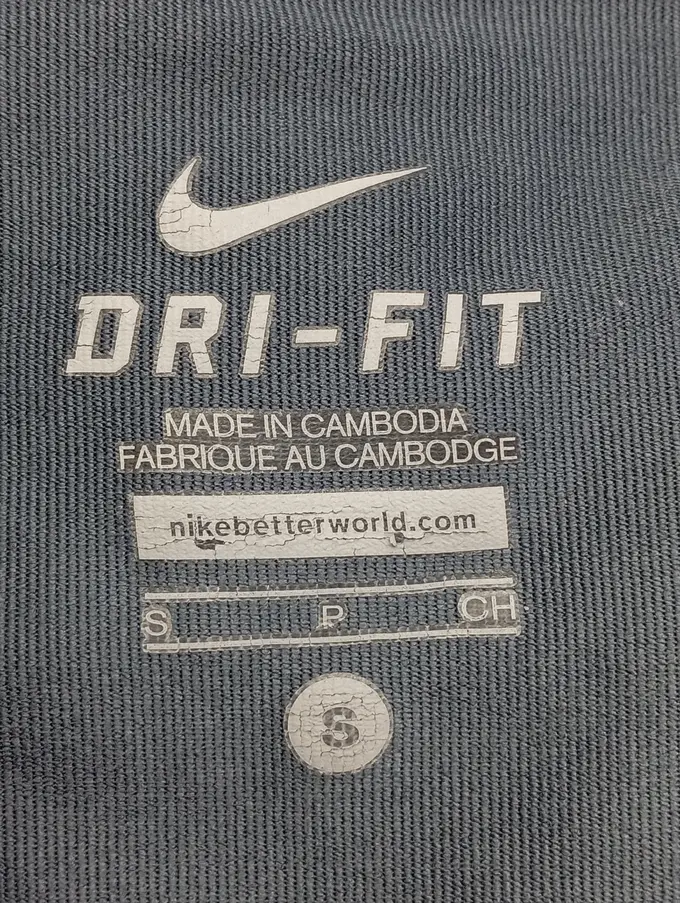 DRI-FIT
MADE IN CAMBODIA
FABRIQUE AU CAMBODGE
nikebetterworld.com
S P CH
S